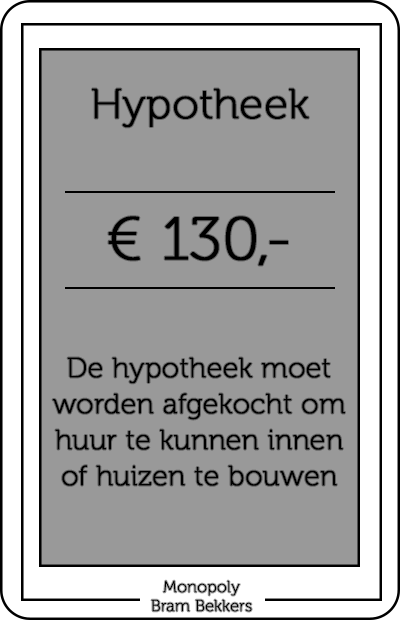 Hypotheek
€ 130,-
De hypotheek moet
worden afgekocht om
huur te kunnen innen
of huizen te bouwen
Monopoly
Bram Bekkers